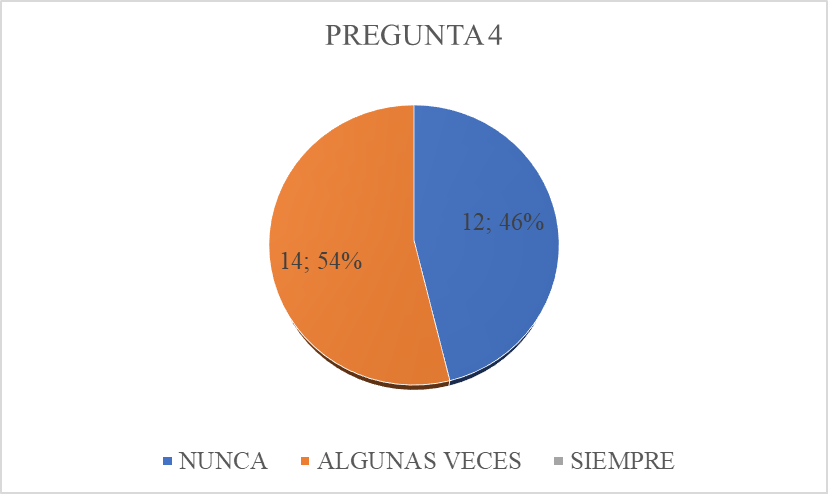 PREGUNTA 4
12; 46%
14; 54%
NUNCA ALGUNAS VECES SIEMPRE